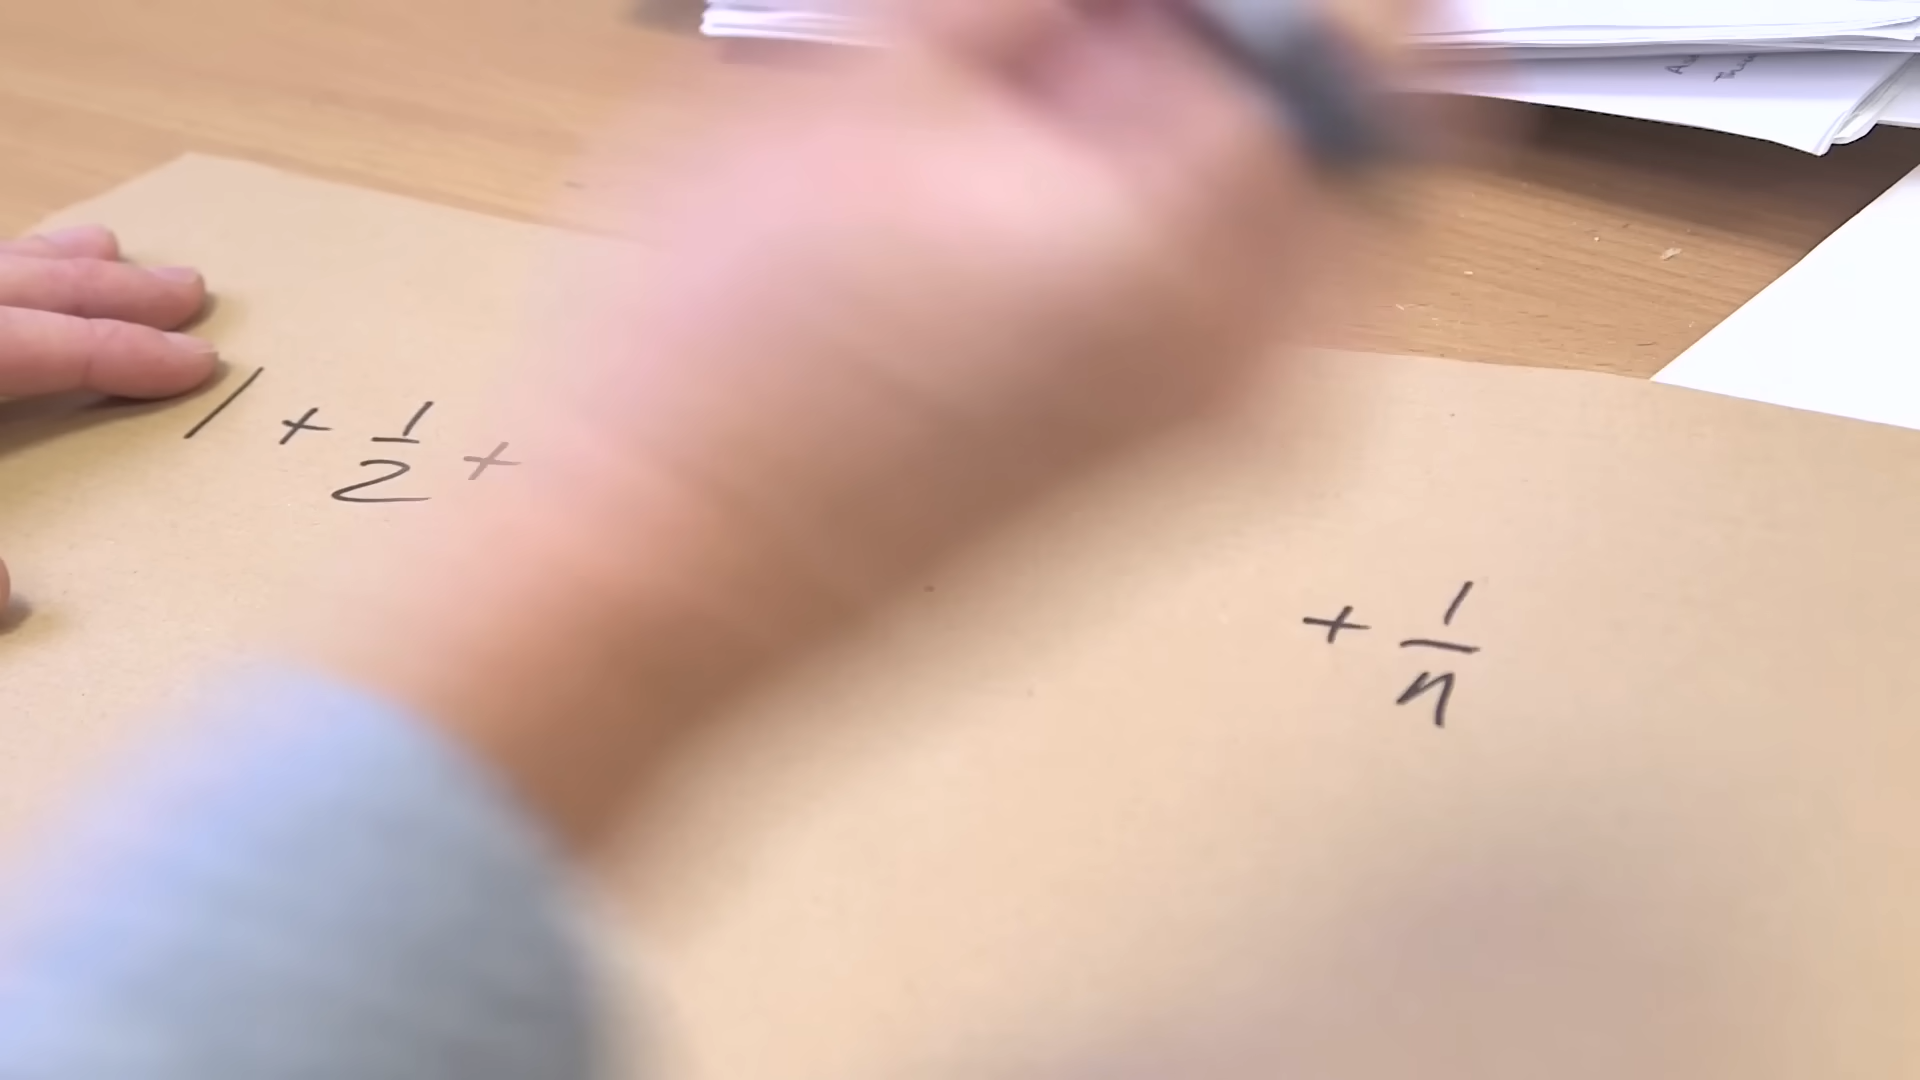 1 + 1/2 + + 1/n